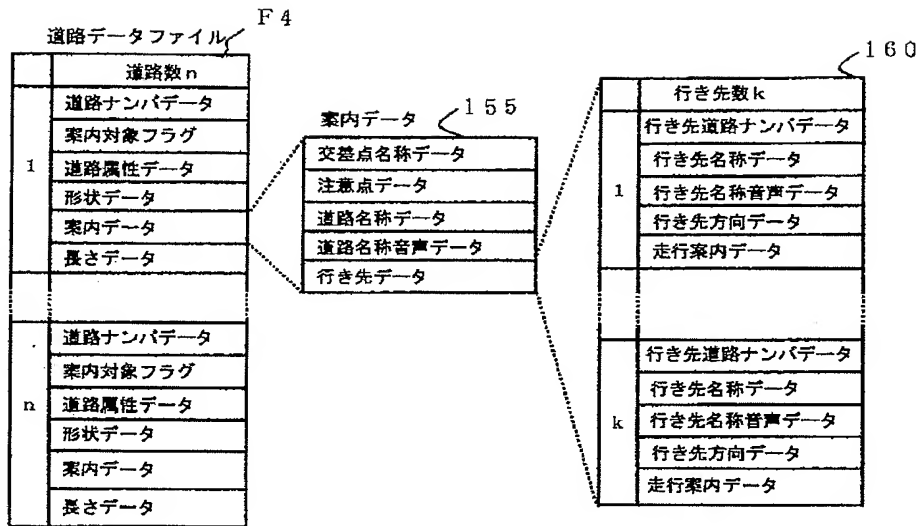 道路データファイル
F4
道路数n
1
道路ナンバデータ
案内対象フラグ
道路属性データ
形状データ
案内データ
長さデータ
n
道路ナンバデータ
案内対象フラグ
道路属性データ
形状データ
案内データ
長さデータ
案内データ
155
交差点名称データ
注意点データ
道路名称データ
道路名称音声データ
行き先データ
160
行き先数k
1
行き先道路ナンバデータ
行き先名称データ
行き先名称音声データ
行き先方向データ
走行案内データ
k
行き先道路ナンバデータ
行き先名称データ
行き先名称音声データ
行き先方向データ
走行案内データ